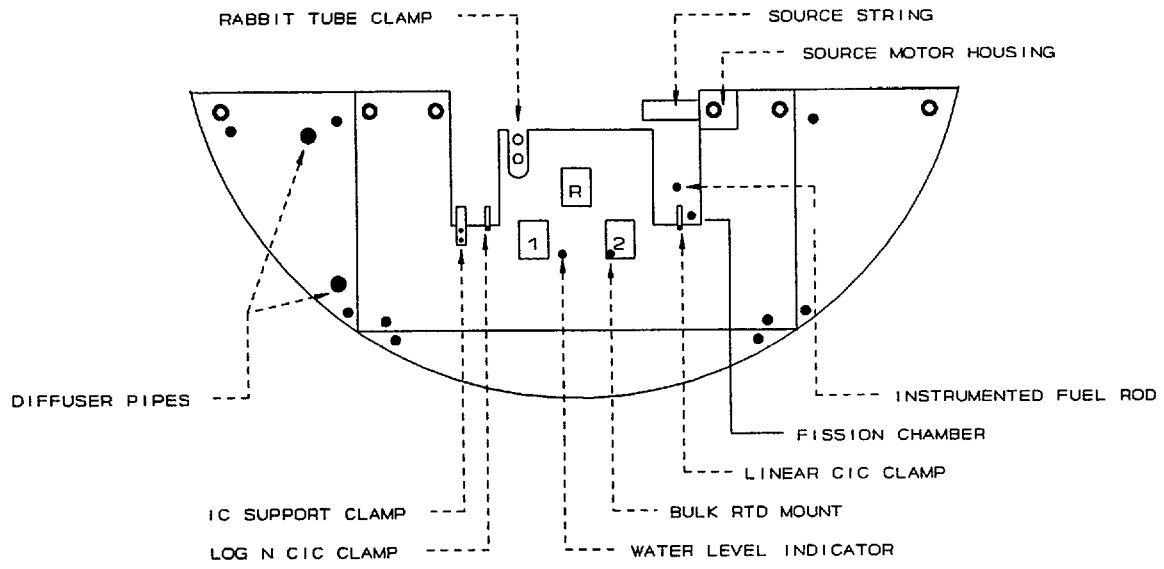 RABBIT TUBE CLAMP
SOURCE STRING
SOURCE MOTOR HOUSING
R
1
2
DIFFUSER PIPES
INSTRUMENTED FUEL ROD
FISSION CHAMBER
LINEAR CIC CLAMP
IC SUPPORT CLAMP
BULK RTD MOUNT
LOG N CIC CLAMP
WATER LEVEL INDICATOR